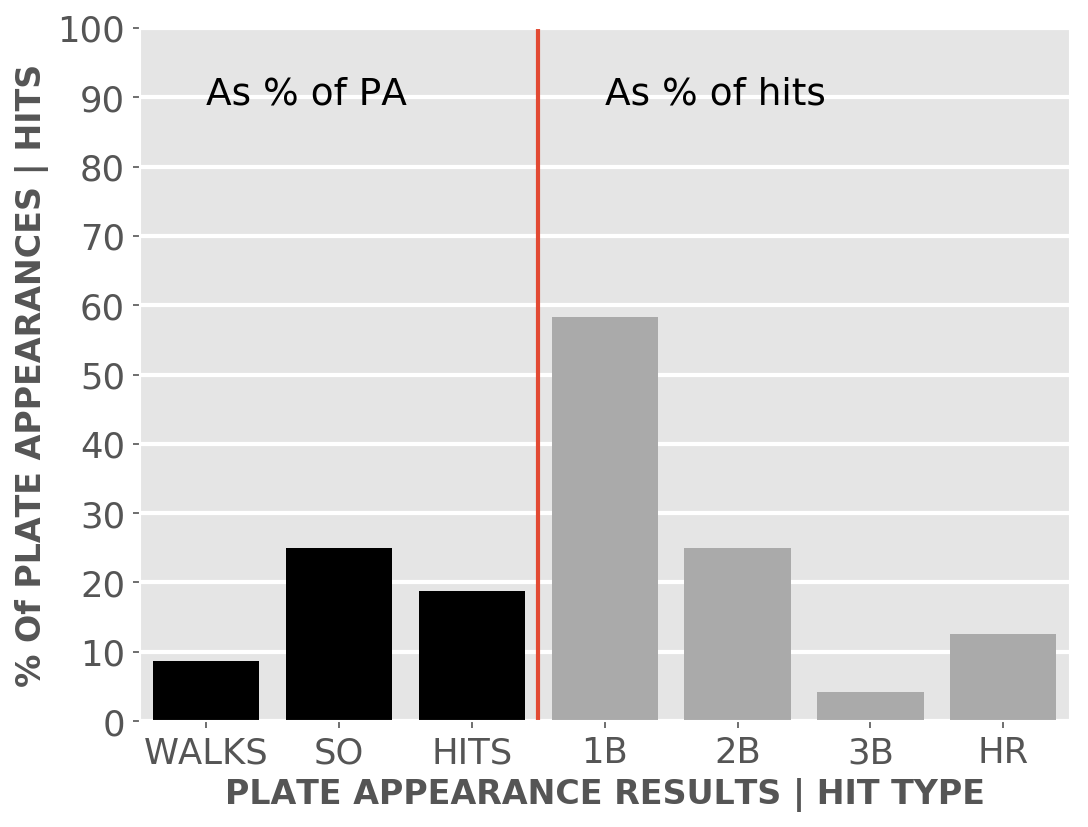 % Of PLATE APPEARANCES | HITS
100
90
80
70
60
50
40
30
20
10
0
As % of PA
As % of hits
WALKS SO HITS 1B 2B 3B HR
PLATE APPEARANCE RESULTS | HIT TYPE